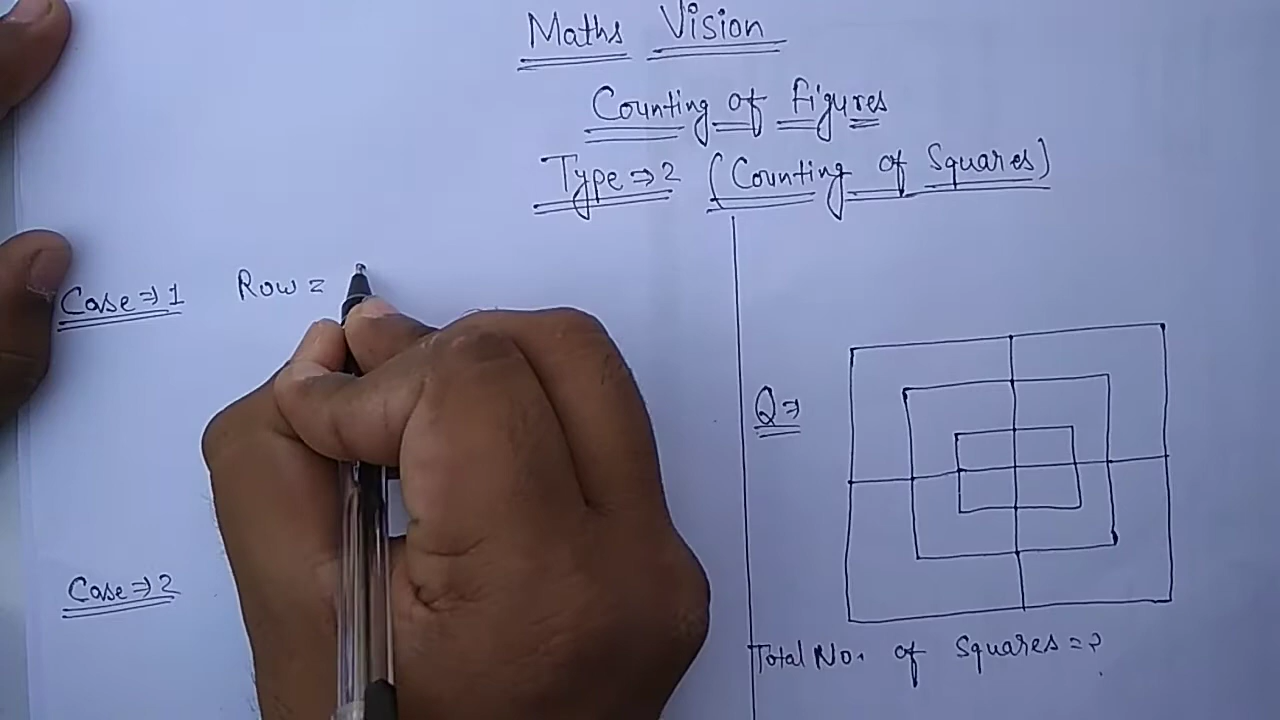 Maths Vision
Counting of Figures
Type ⇒ 2 (Counting of Squares)
Case ⇒ 1 Row =
Q ⇒
Case ⇒ 2
Total No. of Squares = ?